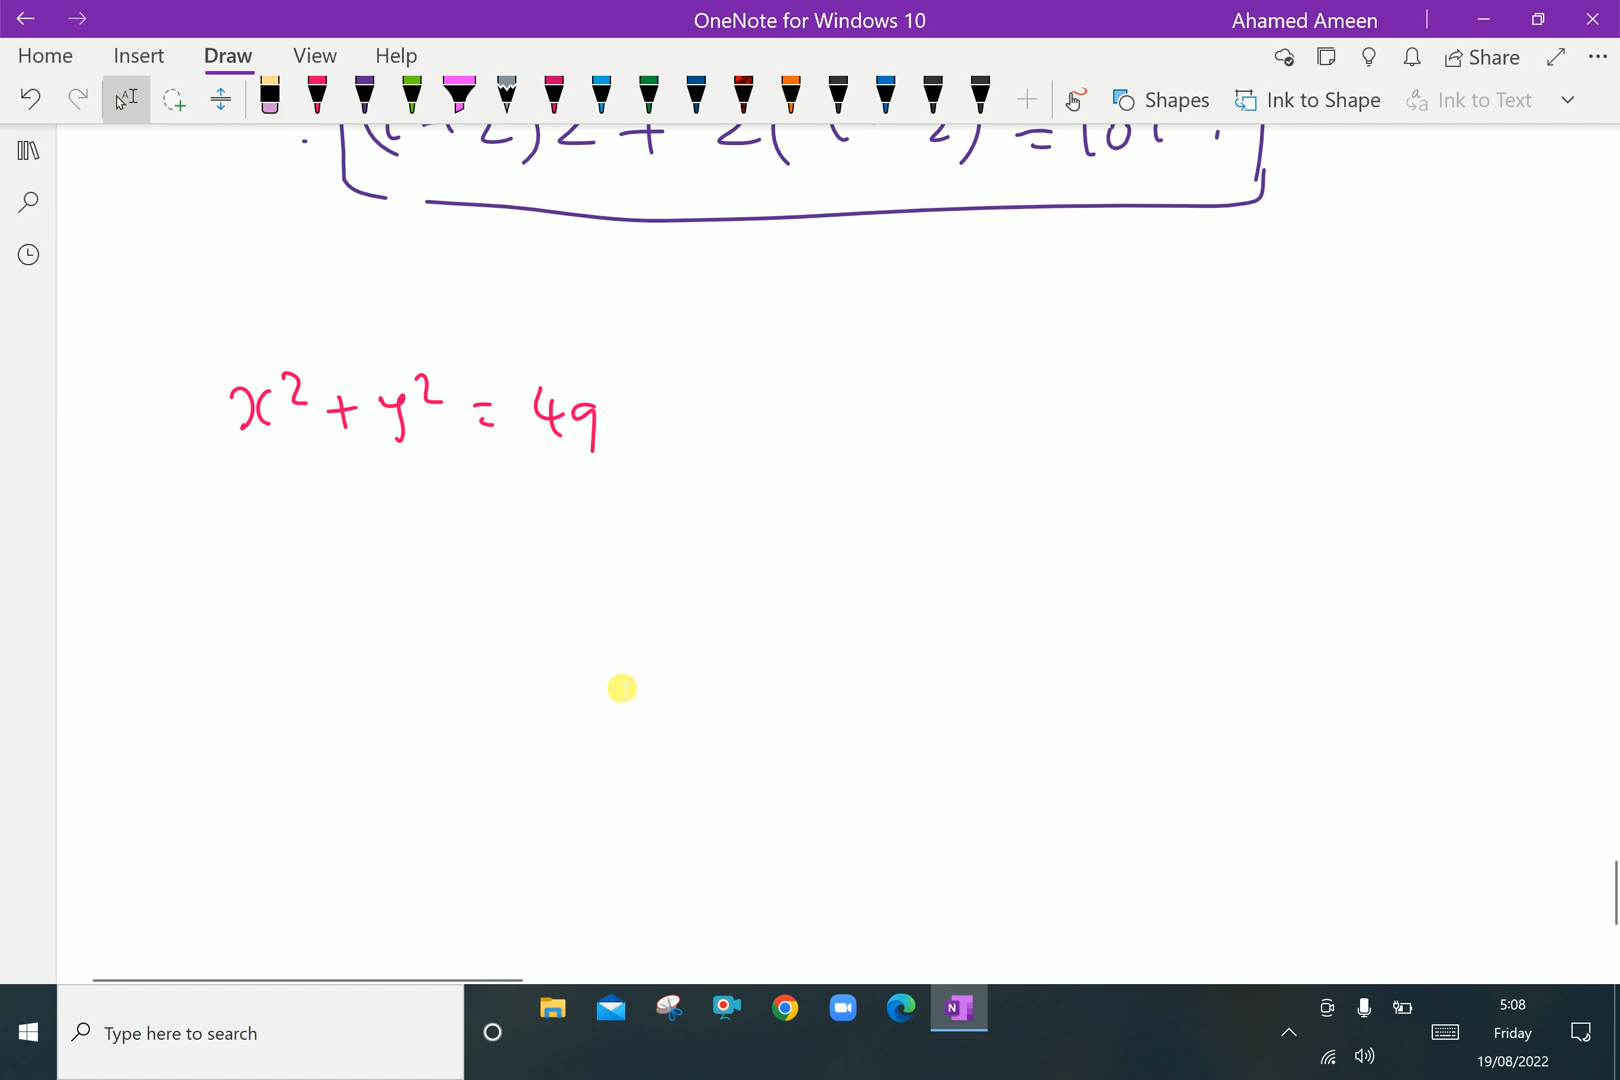 OneNote for Windows 10
Ahamed Ameen
Home Insert Draw View Help
Share
Shapes
Ink to Shape
Ink to Text
x² + y² = 49
Type here to search
5:08
Friday
19/08/2022